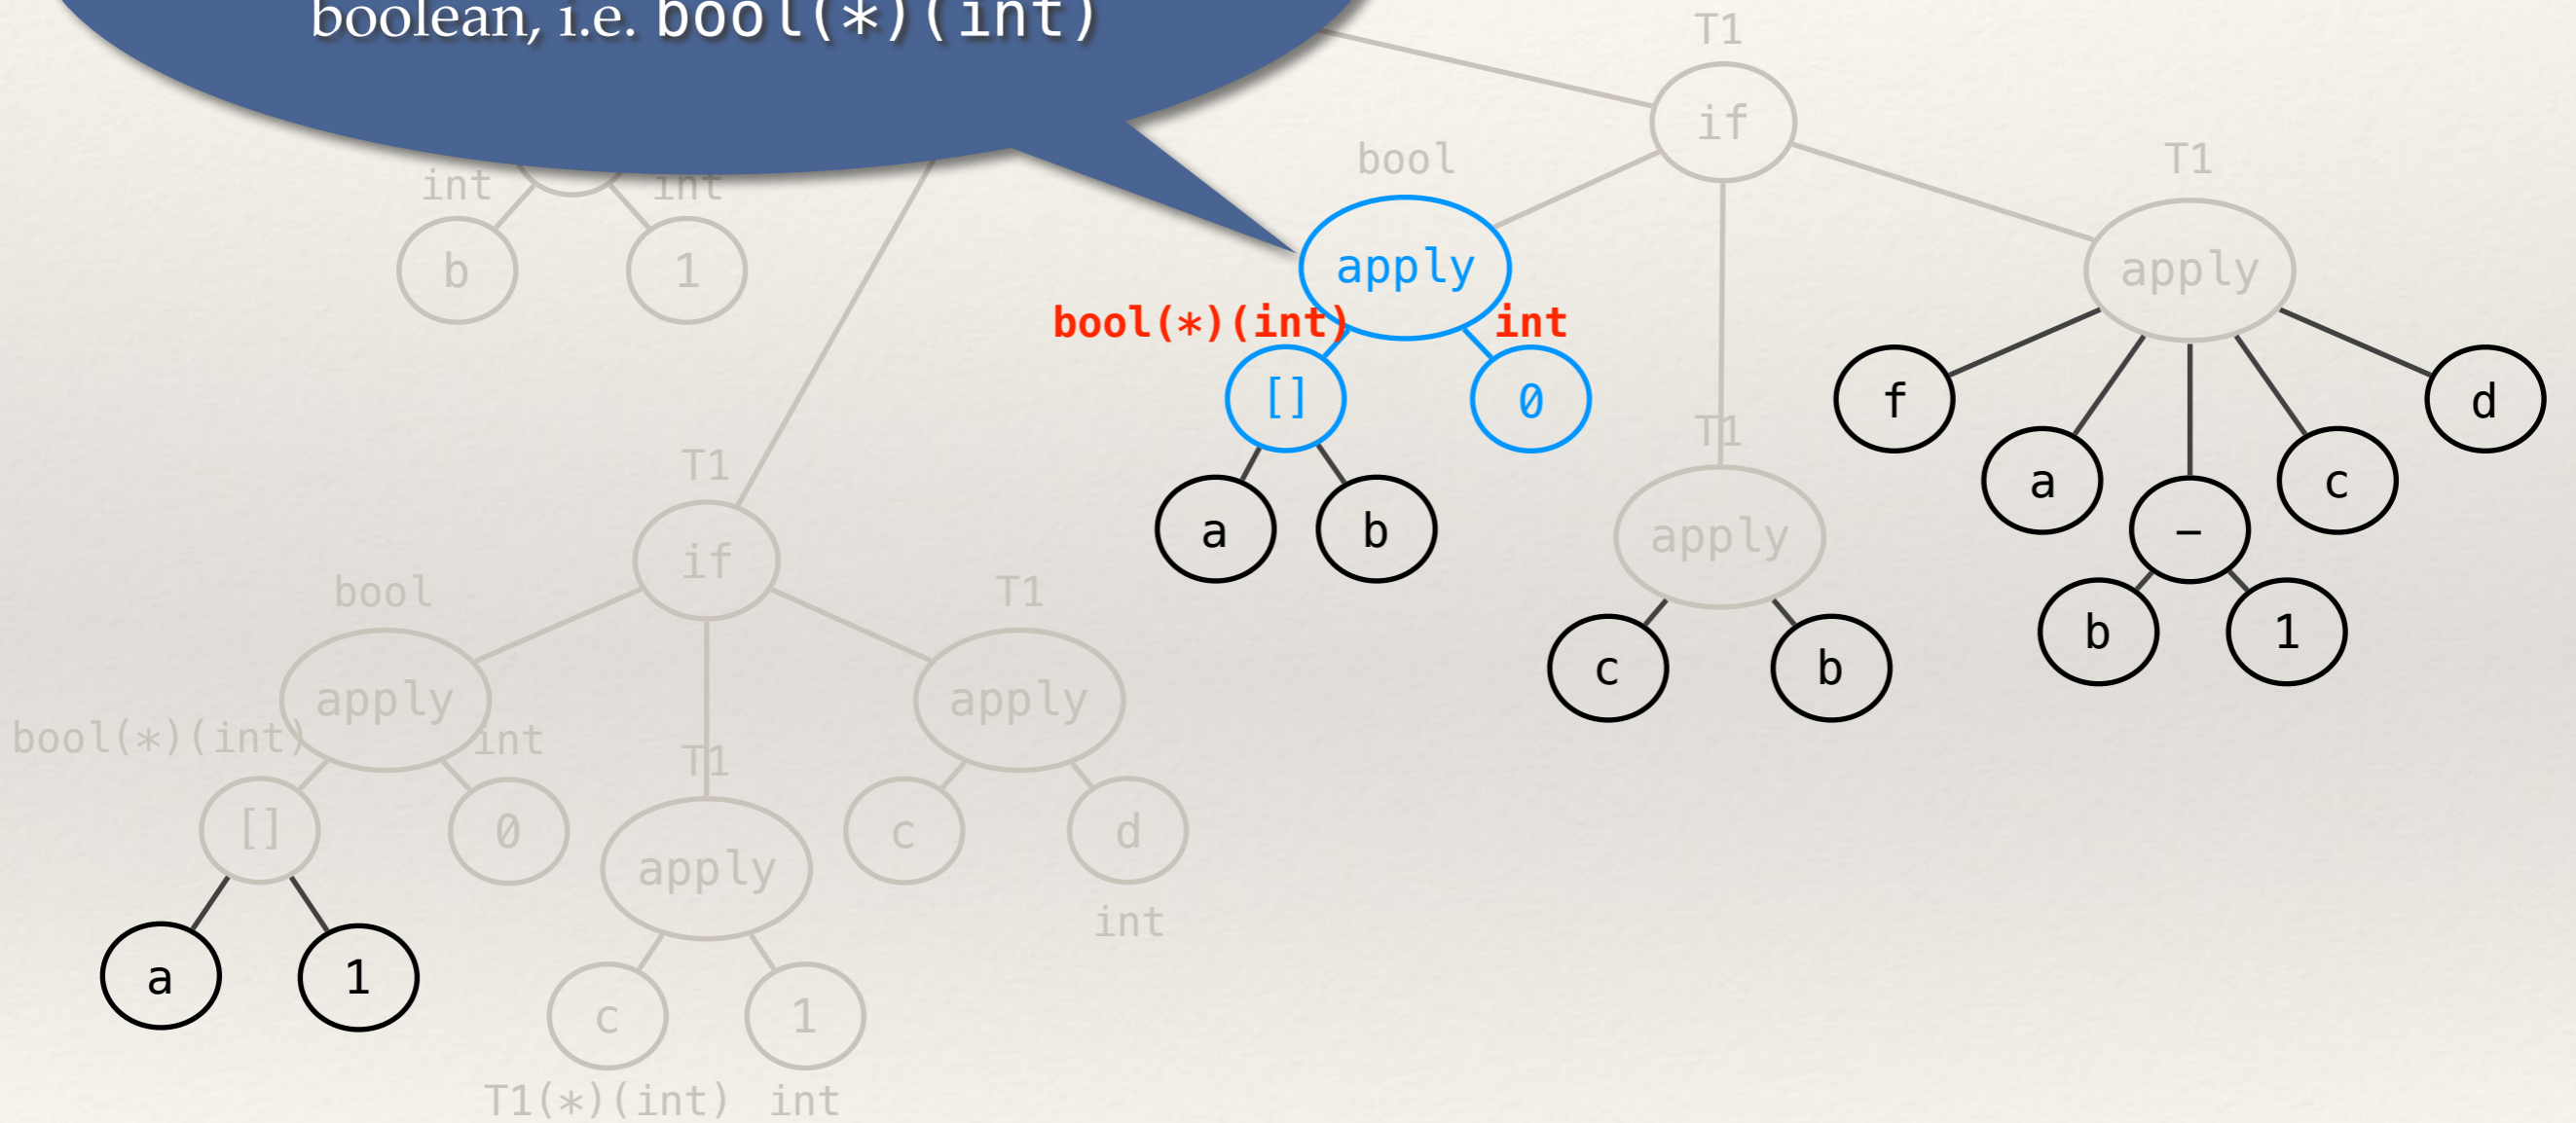 boolean, i.e. bool(*)(int)
T1
if
bool
T1
int
int
apply
apply
b
1
bool(*)(int)
int
[]
0
f
d
T1
T1
a
c
a
b
apply
–
if
bool
T1
b
1
c
b
apply
apply
bool(*)(int)
int
T1
[]
0
c
d
apply
int
a
1
c
1
T1(*)(int)
int